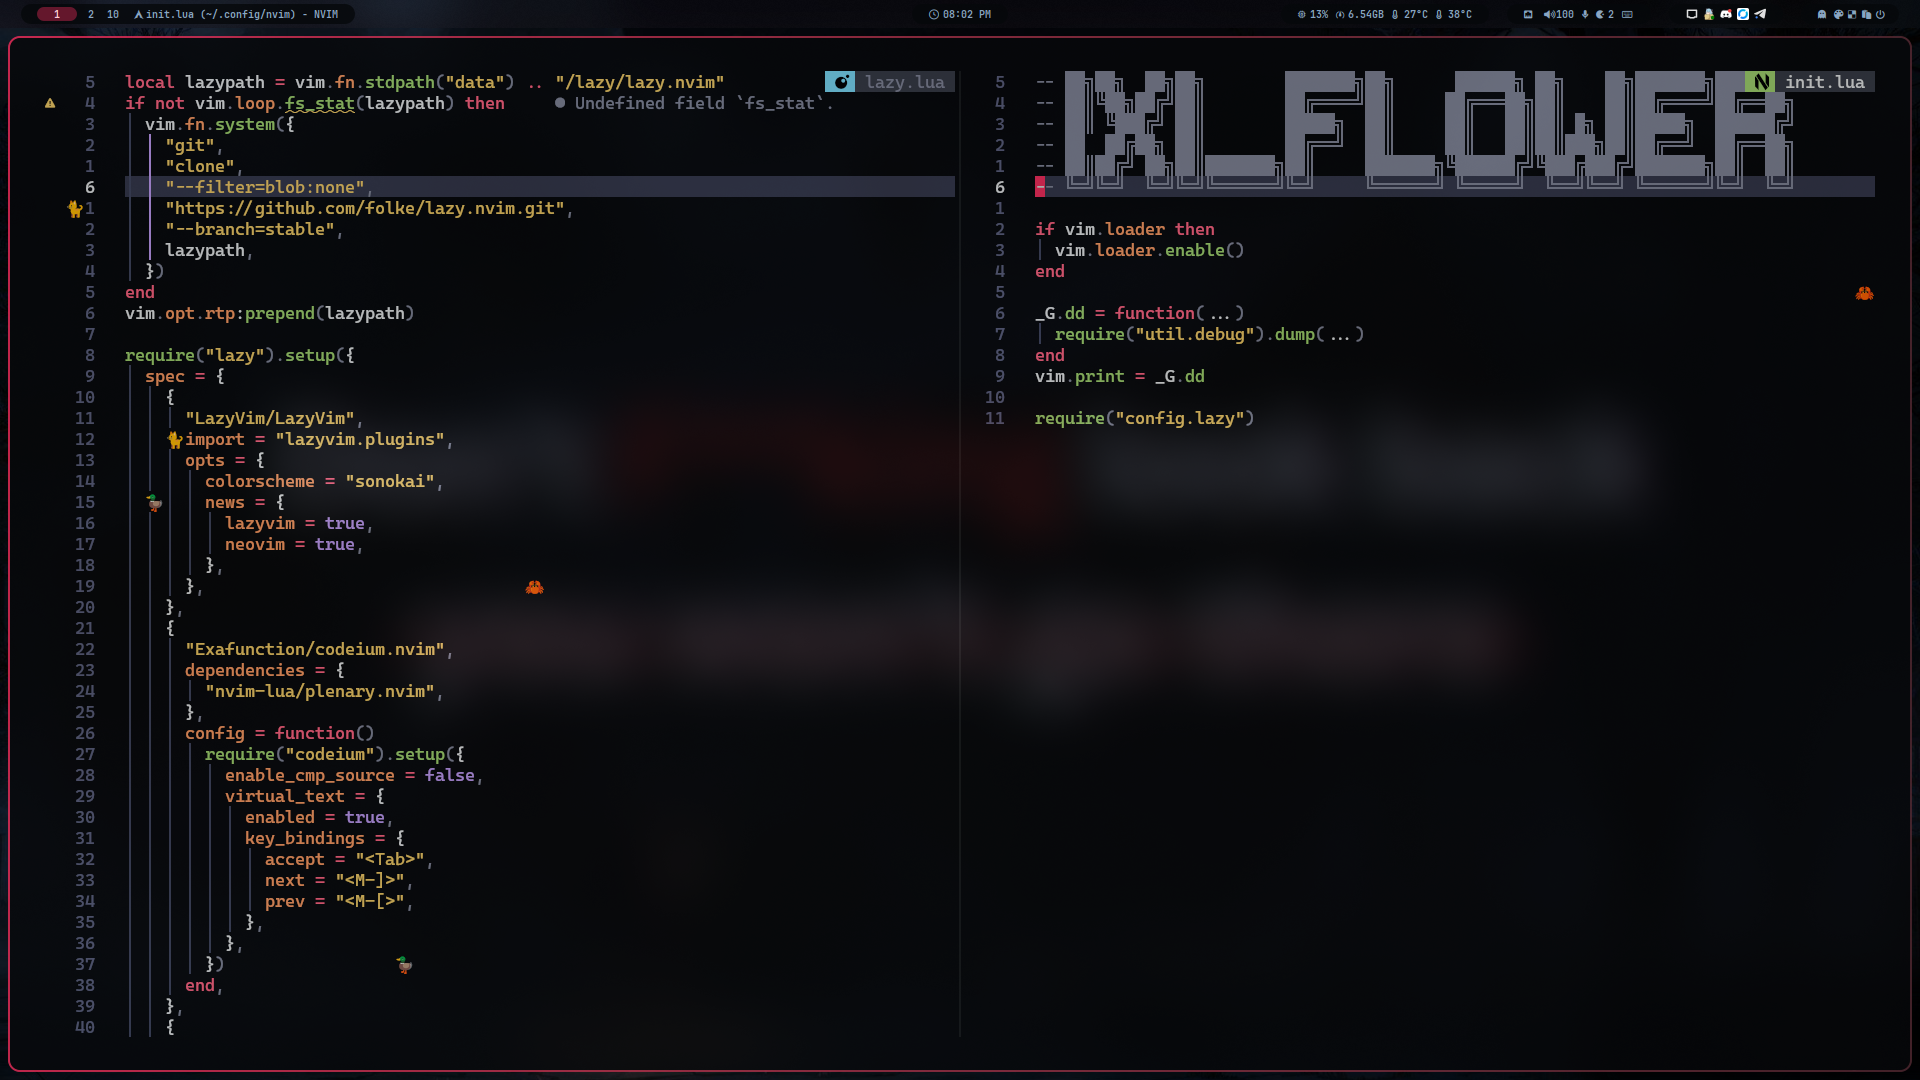 1 2 10 init.lua (~/.config/nvim) - NVIM
08:02 PM
13% 6.54GB 27°C 38°C
100 2
lazy.lua
5 local lazypath = vim.fn.stdpath("data") .. "/lazy/lazy.nvim"
4 if not vim.loop.fs_stat(lazypath) then ● Undefined field `fs_stat`.
3 vim.fn.system({
2 "git",
1 "clone",
6 "--filter=blob:none",
1 "https://github.com/folke/lazy.nvim.git",
2 "--branch=stable",
3 lazypath,
4 })
5 end
6 vim.opt.rtp:prepend(lazypath)
7
8 require("lazy").setup({
9 spec = {
10 {
11 "LazyVim/LazyVim",
12 import = "lazyvim.plugins",
13 opts = {
14 colorscheme = "sonokai",
15 news = {
16 lazyvim = true,
17 neovim = true,
18 },
19 },
20 },
21 {
22 "Exafunction/codeium.nvim",
23 dependencies = {
24 "nvim-lua/plenary.nvim",
25 },
26 config = function()
27 require("codeium").setup({
28 enable_cmp_source = false,
29 virtual_text = {
30 enabled = true,
31 key_bindings = {
32 accept = "<Tab>",
33 next = "<M-]>",
34 prev = "<M-[>",
35 },
36 },
37 })
38 end,
39 },
40 {
init.lua
5 --
4 --
3 --
2 --
1 --
6 --
XL_FLOWER
1
2 if vim.loader then
3 vim.loader.enable()
4 end
5
6 _G.dd = function(...)
7 require("util.debug").dump(...)
8 end
9 vim.print = _G.dd
10
11 require("config.lazy")